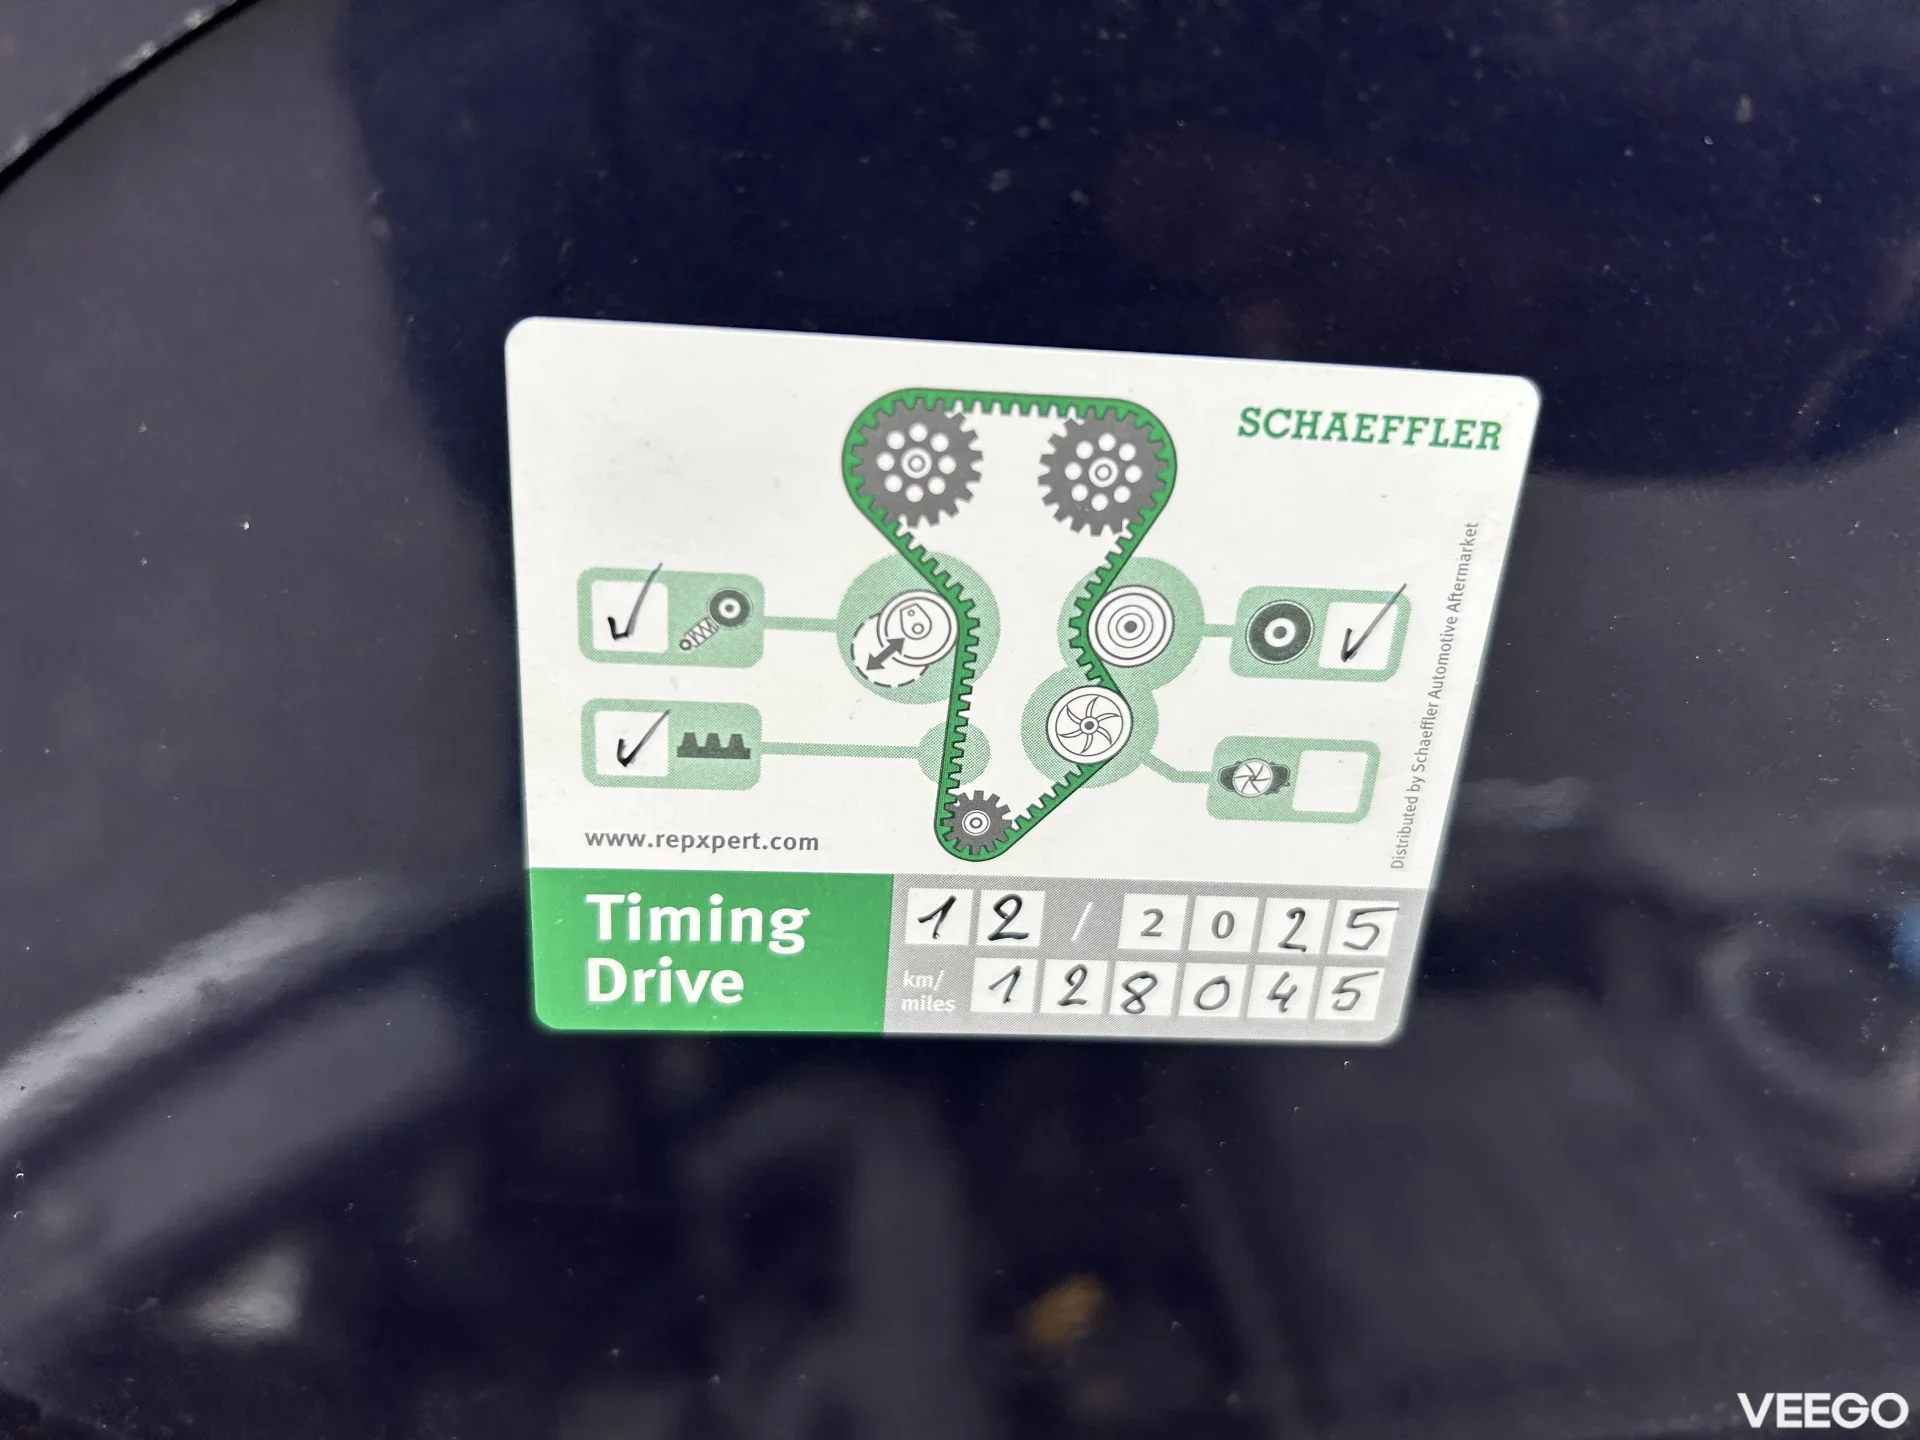 SCHAEFFLER
Distributed by Schaeffler Automotive Aftermarket
www.repxpert.com
Timing
Drive
12 / 2025
km/
miles
128045
VEEGO